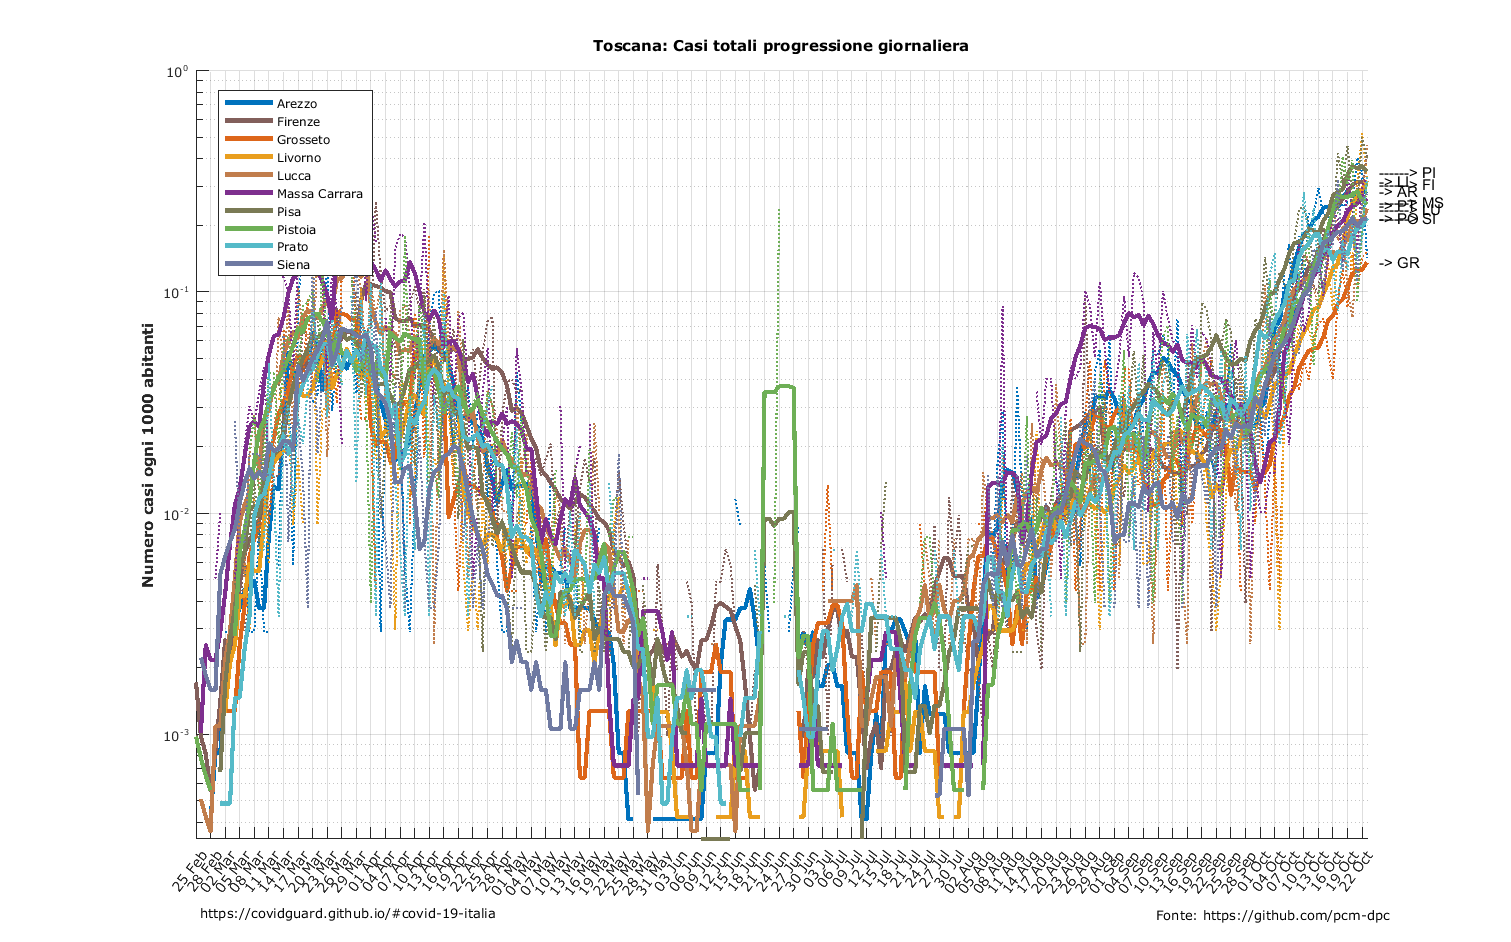 Toscana: Casi totali progressione giornaliera
10^0
10^-1
10^-2
10^-3
Numero casi ogni 1000 abitanti
Arezzo
Firenze
Grosseto
Livorno
Lucca
Massa Carrara
Pisa
Pistoia
Prato
Siena
------> PI
-> LI
------> FI
-> AR
------> MS
-> PT
------> LU
-> PO
SI
-> GR
25 Feb
28 Feb
02 Mar
05 Mar
08 Mar
11 Mar
14 Mar
17 Mar
20 Mar
23 Mar
26 Mar
29 Mar
01 Apr
04 Apr
07 Apr
10 Apr
13 Apr
16 Apr
19 Apr
22 Apr
25 Apr
28 Apr
01 May
04 May
07 May
10 May
13 May
16 May
19 May
22 May
25 May
28 May
31 May
03 Jun
06 Jun
09 Jun
12 Jun
15 Jun
18 Jun
21 Jun
24 Jun
27 Jun
30 Jun
03 Jul
06 Jul
09 Jul
12 Jul
15 Jul
18 Jul
21 Jul
24 Jul
27 Jul
30 Jul
02 Aug
05 Aug
08 Aug
11 Aug
14 Aug
17 Aug
20 Aug
23 Aug
26 Aug
29 Aug
01 Sep
04 Sep
07 Sep
10 Sep
13 Sep
16 Sep
19 Sep
22 Sep
25 Sep
28 Sep
01 Oct
04 Oct
07 Oct
10 Oct
13 Oct
16 Oct
19 Oct
22 Oct
https://covidguard.github.io/#covid-19-italia
Fonte: https://github.com/pcm-dpc